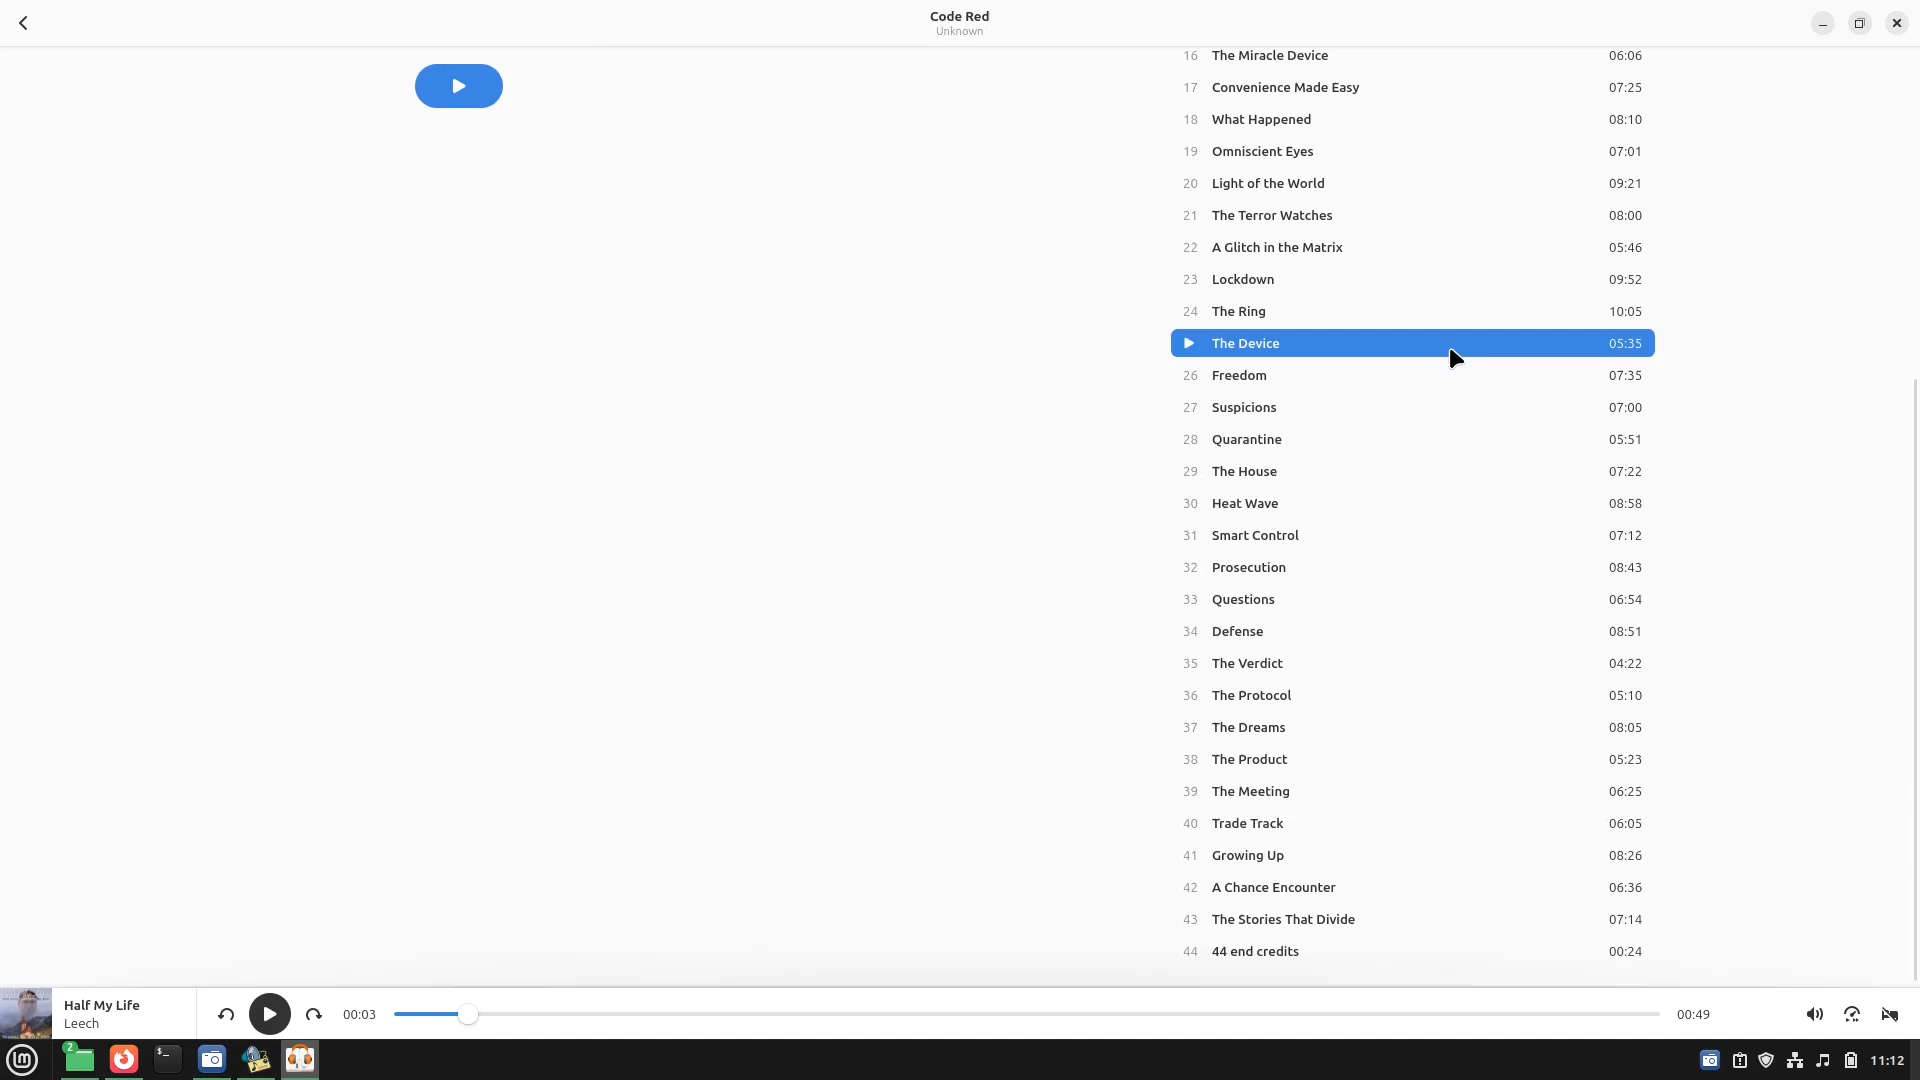 Code Red
Unknown
16 The Miracle Device 06:06
17 Convenience Made Easy 07:25
18 What Happened 08:10
19 Omniscient Eyes 07:01
20 Light of the World 09:21
21 The Terror Watches 08:00
22 A Glitch in the Matrix 05:46
23 Lockdown 09:52
24 The Ring 10:05
The Device 05:35
26 Freedom 07:35
27 Suspicions 07:00
28 Quarantine 05:51
29 The House 07:22
30 Heat Wave 08:58
31 Smart Control 07:12
32 Prosecution 08:43
33 Questions 06:54
34 Defense 08:51
35 The Verdict 04:22
36 The Protocol 05:10
37 The Dreams 08:05
38 The Product 05:23
39 The Meeting 06:25
40 Trade Track 06:05
41 Growing Up 08:26
42 A Chance Encounter 06:36
43 The Stories That Divide 07:14
44 44 end credits 00:24
Half My Life
Leech
00:03
00:49
2
$_
11:12